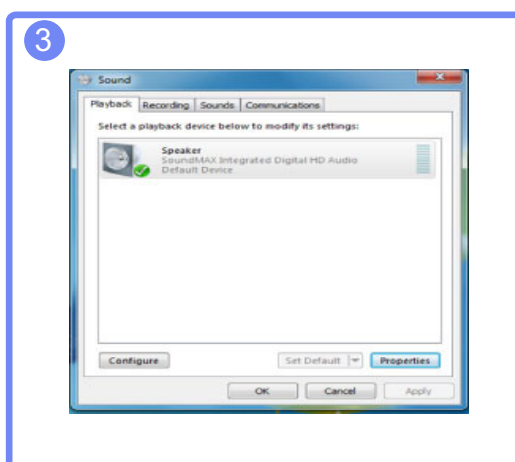 3
Sound
Playback Recording Sounds Communications
Select a playback device below to modify its settings:
Speaker
SoundMAX Integrated Digital HD Audio
Default Device
Configure Set Default Properties
OK Cancel Apply